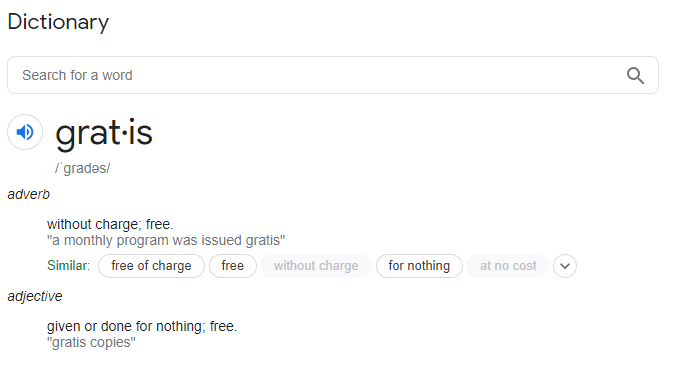 Dictionary
Search for a word
grat·is
/ˈɡradəs/
adverb
without charge; free.
"a monthly program was issued gratis"
Similar: free of charge free without charge for nothing at no cost
adjective
given or done for nothing; free.
"gratis copies"